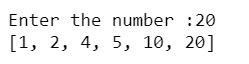 Enter the number :20
[1, 2, 4, 5, 10, 20]